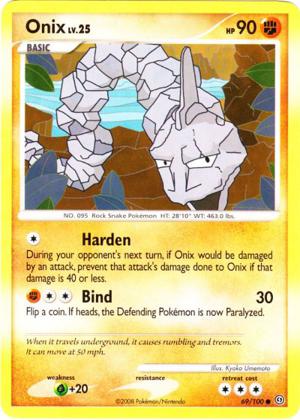 Onix LV.25 HP 90
BASIC
NO. 095 Rock Snake Pokémon HT: 28'10" WT: 463.0 lbs.
Harden
During your opponent's next turn, if Onix would be damaged
by an attack, prevent that attack's damage done to Onix if that
damage is 40 or less.
Bind 30
Flip a coin. If heads, the Defending Pokémon is now Paralyzed.
When it travels underground, it causes rumbling and tremors.
It can move at 50 mph.
Illus. Kyoko Umemoto
weakness resistance retreat cost
+20
©2008 Pokémon/Nintendo 69/100